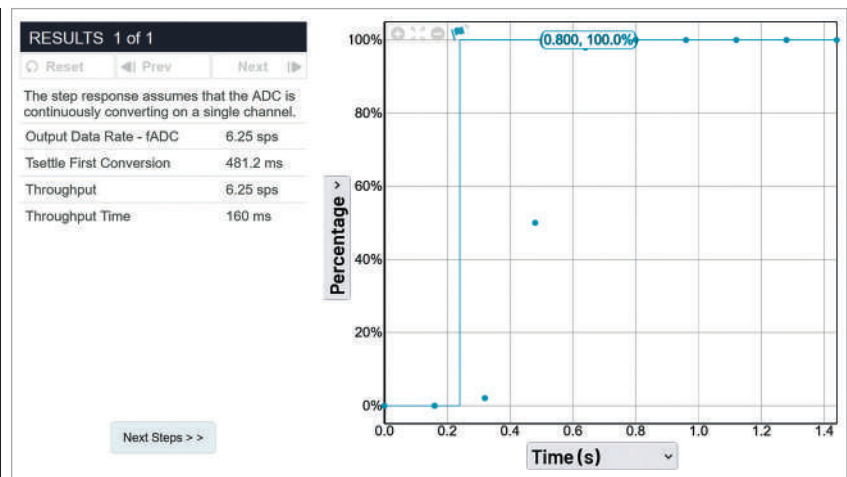 RESULTS 1 of 1
Reset Prev Next
The step response assumes that the ADC is
continuously converting on a single channel.
Output Data Rate - fADC 6.25 sps
Tsettle First Conversion 481.2 ms
Throughput 6.25 sps
Throughput Time 160 ms
Next Steps > >
100%
80%
60%
40%
20%
0%
Percentage
(0.800, 100.0%)
0.0 0.2 0.4 0.6 0.8 1.0 1.2 1.4
Time (s)